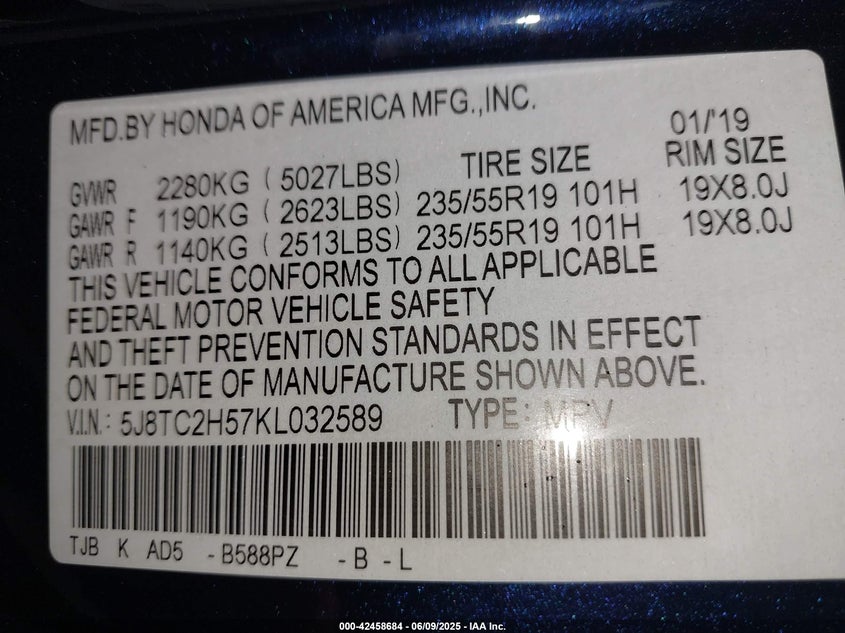 MFD.BY HONDA OF AMERICA MFG.,INC.
01/'19
TIRE SIZE RIM SIZE
GVWR 2280KG ( 5027LBS)
GAWR F 1190KG ( 2623LBS) 235/55R19 101H 19X8.0J
GAWR R 1140KG ( 2513LBS) 235/55R19 101H 19X8.0J
THIS VEHICLE CONFORMS TO ALL APPLICABLE
FEDERAL MOTOR VEHICLE SAFETY
AND THEFT PREVENTION STANDARDS IN EFFECT
ON THE DATE OF MANUFACTURE SHOWN ABOVE.
V.I.N.: 5J8TC2H57KL032589 TYPE: MPV
TJB K AD5 -B588PZ -B -L
000-42458684 - 06/09/2025 - IAA Inc.